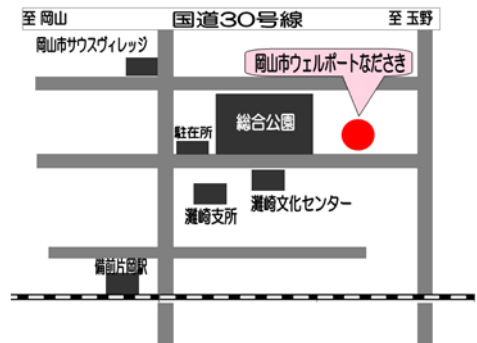 至 岡山 国道30号線 至 玉野
岡山市サウスヴィレッジ
岡山市ウェルポートなださき
総合公園
駐在所
灘崎文化センター
灘崎支所
備前片岡駅